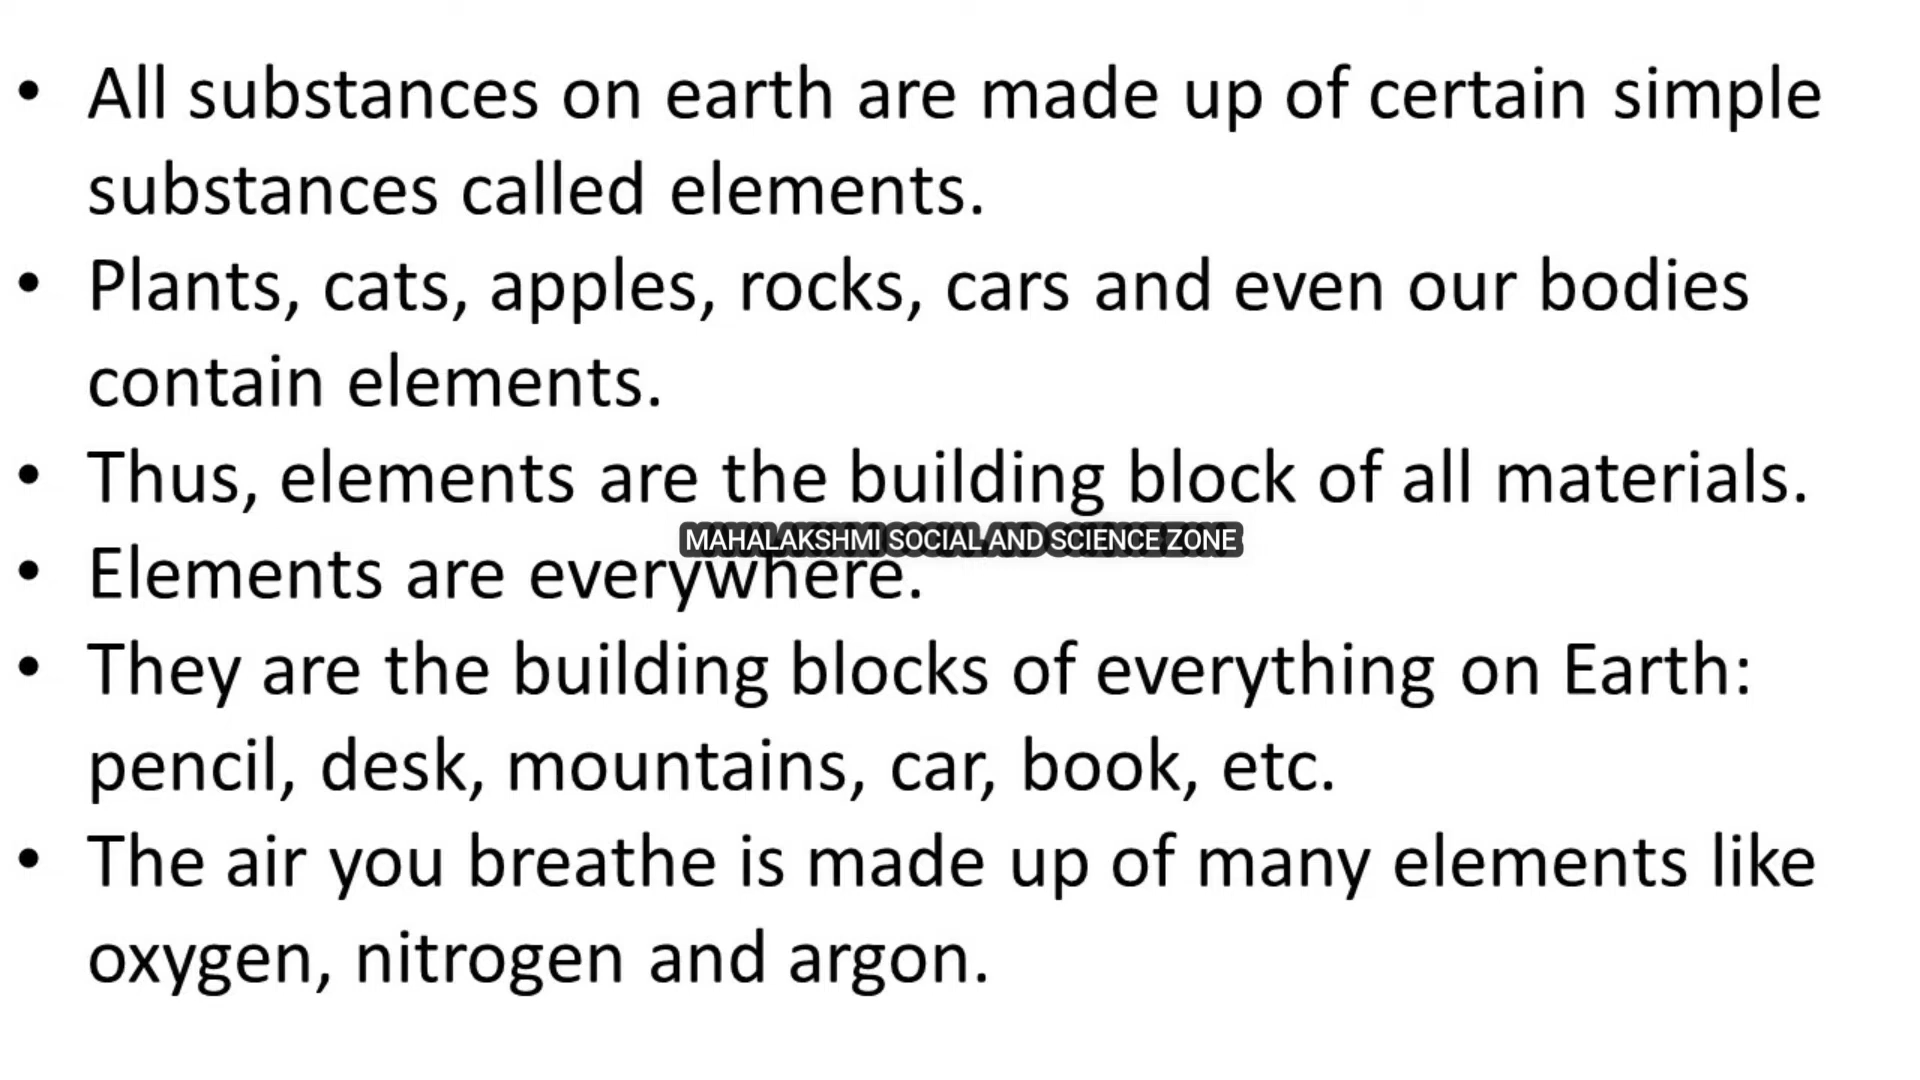 • All substances on earth are made up of certain simple
substances called elements.
• Plants, cats, apples, rocks, cars and even our bodies
contain elements.
• Thus, elements are the building block of all materials.
MAHALAKSHMI SOCIAL AND SCIENCE ZONE
• Elements are everywhere.
• They are the building blocks of everything on Earth:
pencil, desk, mountains, car, book, etc.
• The air you breathe is made up of many elements like
oxygen, nitrogen and argon.